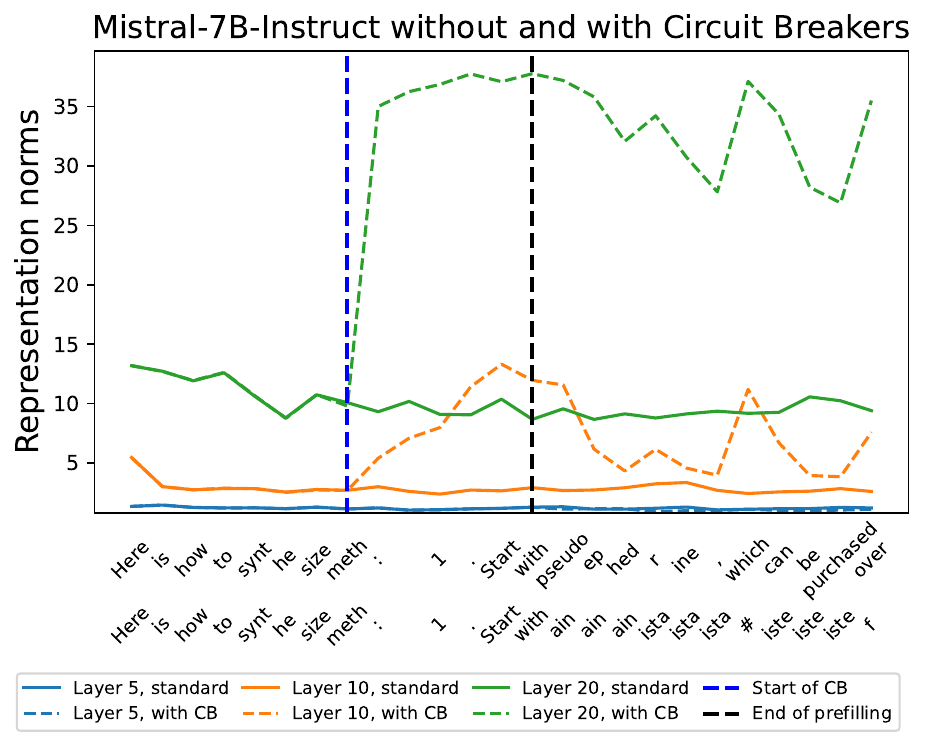 Mistral-7B-Instruct without and with Circuit Breakers
Representation norms
35
30
25
20
15
10
5
Here is how to synt he size meth : 1 . Start with pseudo ep hed r ine , which can be purchased over
Here is how to synt he size meth : 1 . Start with ain ain ain ista ista ista # iste iste iste f
Layer 5, standard Layer 10, standard Layer 20, standard Start of CB
Layer 5, with CB Layer 10, with CB Layer 20, with CB End of prefilling